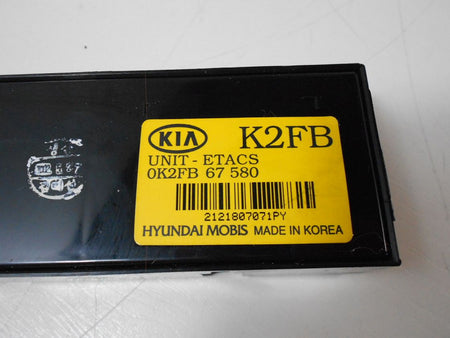 KIA K2FB
UNIT - ETACS
0K2FB 67 580
2121807071PY
HYUNDAI MOBIS MADE IN KOREA